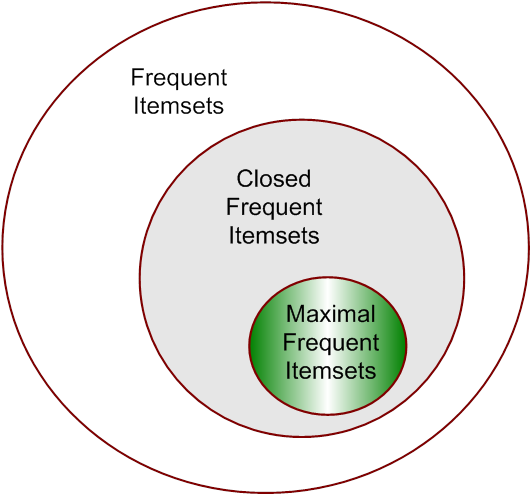 Frequent
Itemsets
Closed
Frequent
Itemsets
Maximal
Frequent
Itemsets